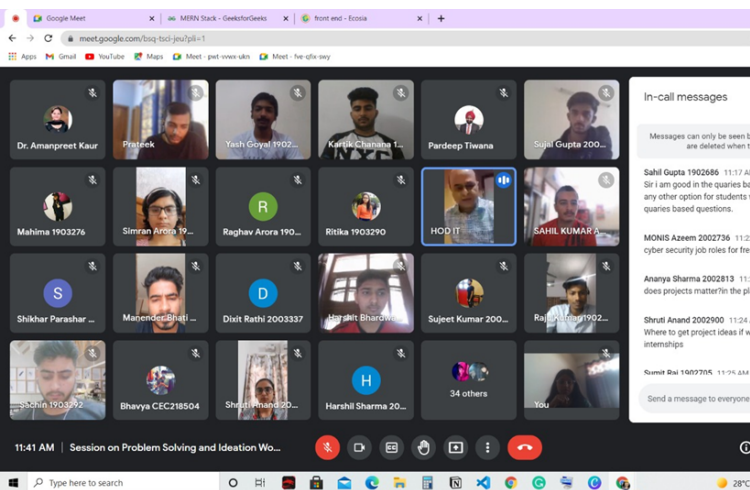 Google Meet
MERN Stack - GeeksforGeeks
front end - Ecosia
meet.google.com/bsq-tsci-jeu?pli=1
Apps
Gmail
YouTube
Maps
Meet - pwt-vvwx-ukn
Meet - fve-qfix-swy
Dr. Amanpreet Kaur
Prateek
Yash Goyal 1902...
Kartik Chanana 1...
Pardeep Tiwana
Sujal Gupta 200...
Mahima 1903276
Simran Arora 19...
R
Raghav Arora 190...
Ritika 1903290
HOD IT
SAHIL KUMAR A...
S
Shikhar Parashar ...
Manender Bhati ...
D
Dixit Rathi 2003337
Harshit Bhardwa...
Sujeet Kumar 200...
Raj Kumar 1902...
Sachin 1903292
Bhavya CEC218504
Shruti Anand 20...
H
Harshil Sharma 20...
34 others
You
In-call messages
Messages can only be seen b
are deleted when t
Sahil Gupta 1902686 11:17 A
Sir i am good in the quaries ba
any other option for students
quaries based questions.
MONIS Azeem 2002736 11:2
cyber security job roles for fre
Ananya Sharma 2002813 11:
does projects matter?in the pl
Shruti Anand 2002900 11:24
Where to get project ideas if w
internships
Sumit Rai 1902705 11:25 AM
Send a message to everyone
11:41 AM | Session on Problem Solving and Ideation Wo...
Type here to search
28°C